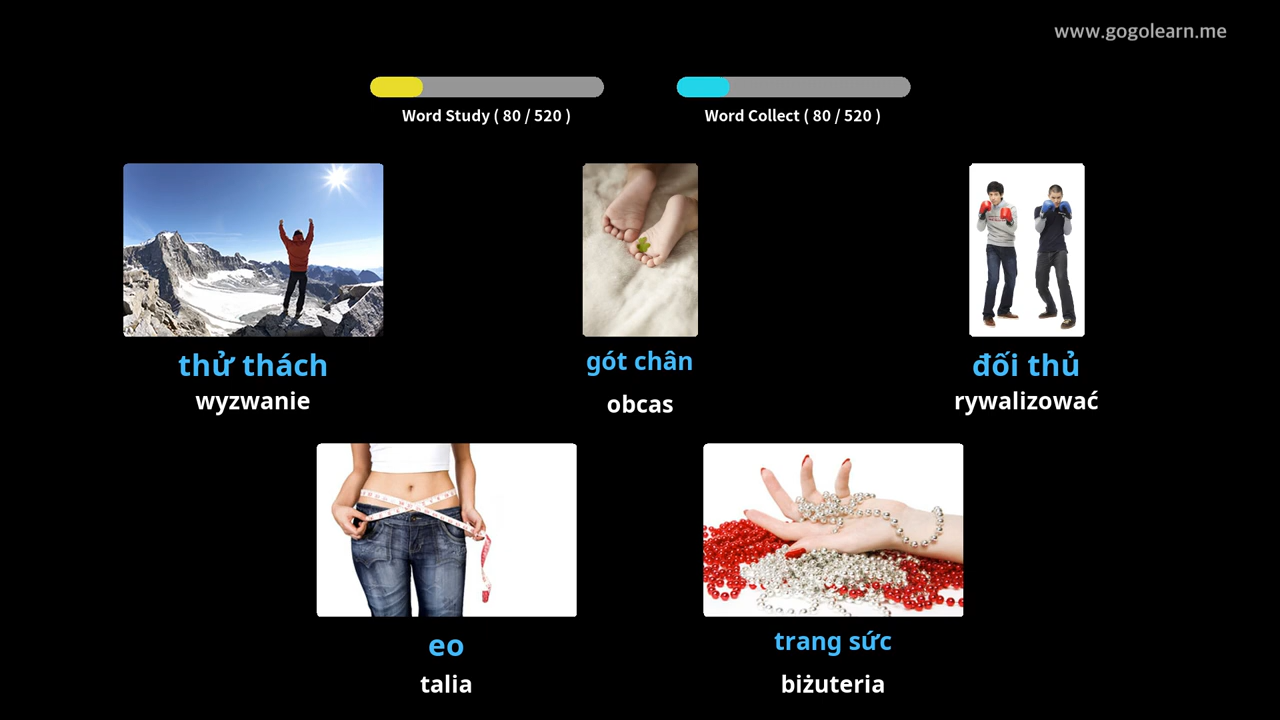 www.gogolearn.me
Word Study ( 80 / 520 )
Word Collect ( 80 / 520 )
thử thách
wyzwanie
gót chân
obcas
đối thủ
rywalizować
eo
talia
trang sức
biżuteria